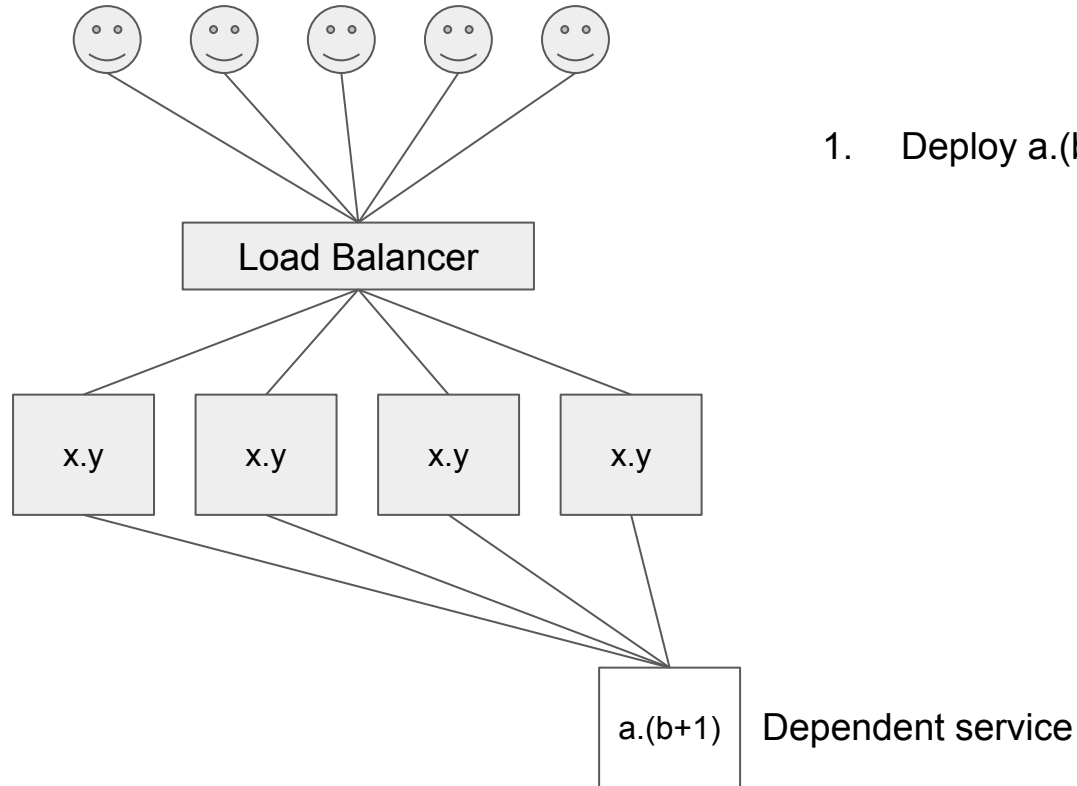 1. Deploy a.(b
Load Balancer
x.y x.y x.y x.y
a.(b+1) Dependent service